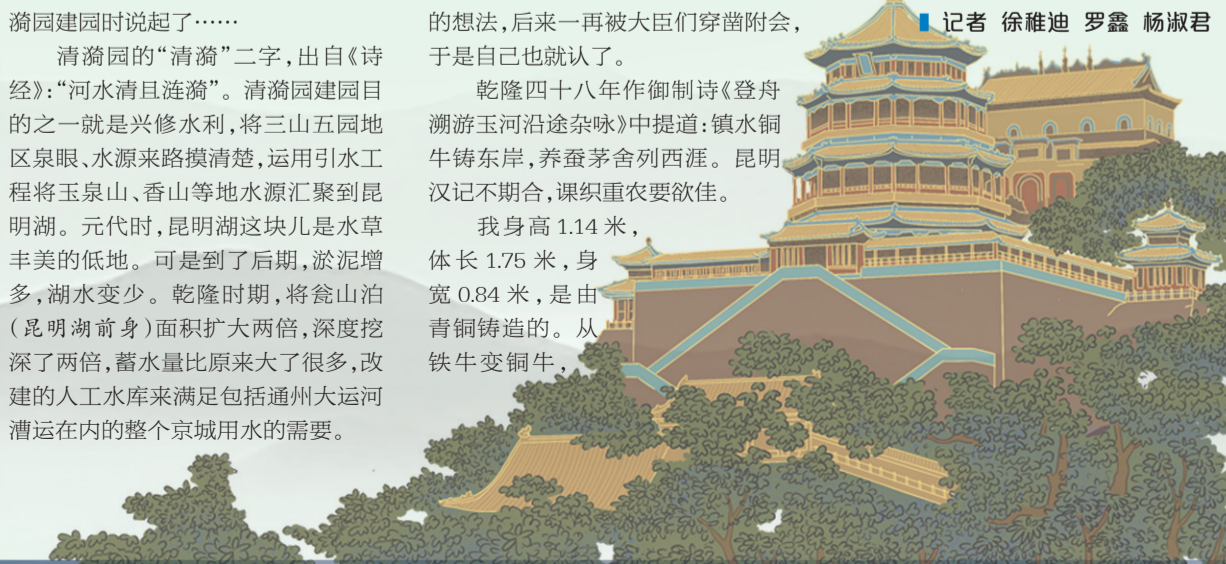 漪园建园时说起了……
清漪园的“清漪”二字，出自《诗
经》：“河水清且涟漪”。清漪园建园目
的之一就是兴修水利，将三山五园地
区泉眼、水源来路摸清楚，运用引水工
程将玉泉山、香山等地水源汇聚到昆
明湖。元代时，昆明湖这块儿是水草
丰美的低地。可是到了后期，淤泥增
多，湖水变少。乾隆时期，将瓮山泊
（昆明湖前身）面积扩大两倍，深度挖
深了两倍，蓄水量比原来大了很多，改
建的人工水库来满足包括通州大运河
漕运在内的整个京城用水的需要。
的想法，后来一再被大臣们穿凿附会，
于是自己也就认了。
乾隆四十八年作御制诗《登舟
溯游玉河沿途杂咏》中提道：镇水铜
牛铸东岸，养蚕茅舍列西涯。昆明
汉记不期合，课织重农要欲佳。
我身高1.14米，
体长1.75米，身
宽0.84米，是由
青铜铸造的。从
铁牛变铜牛，
记者 徐稚迪 罗鑫 杨淑君